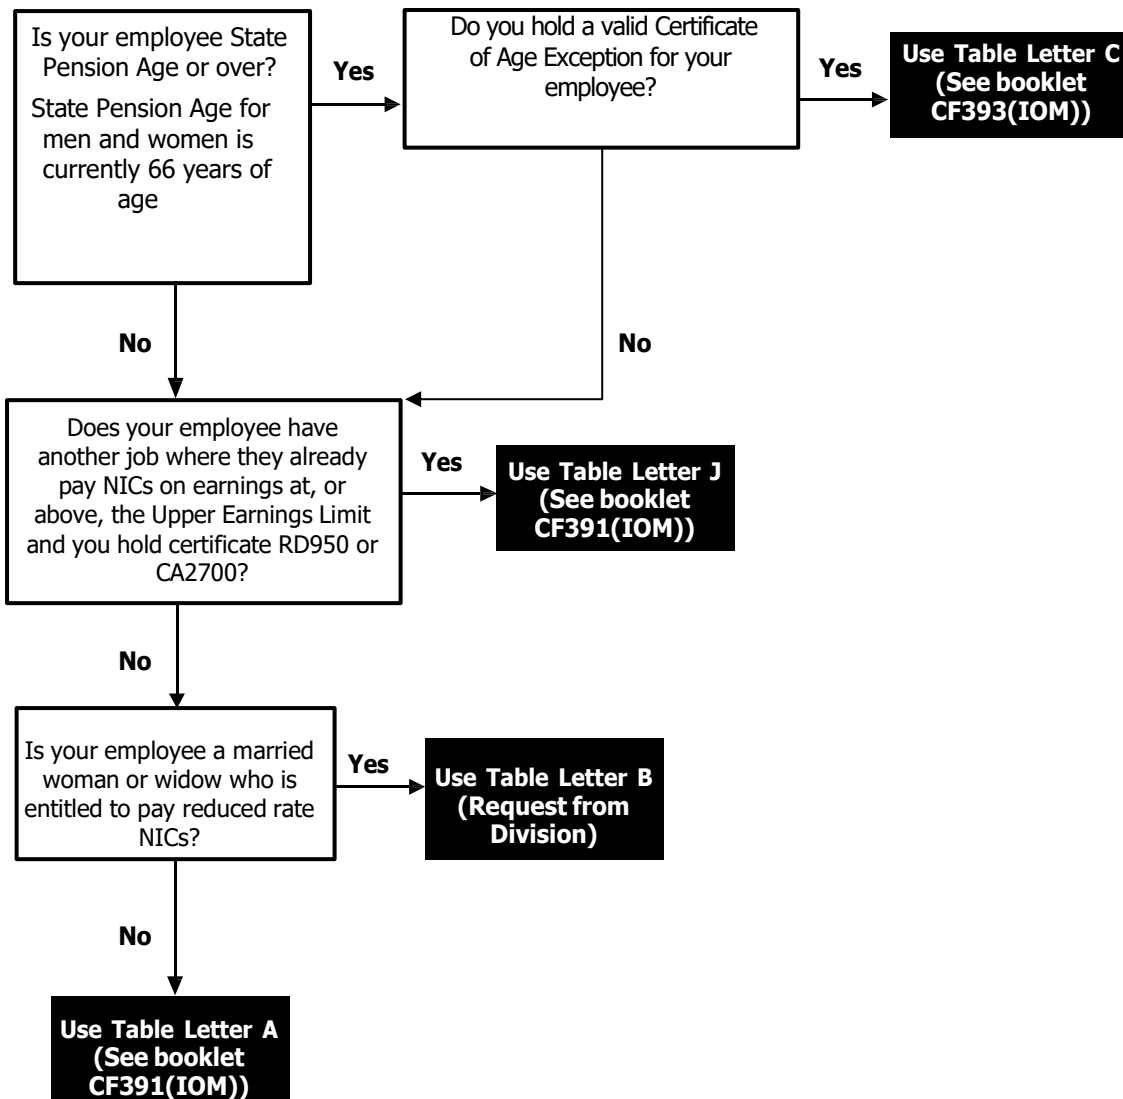 Is your employee State
Pension Age or over?
State Pension Age for
men and women is
currently 66 years of
age
Yes
Do you hold a valid Certificate
of Age Exception for your
employee?
Yes
Use Table Letter C
(See booklet
CF393(IOM))
No
No
Does your employee have
another job where they already
pay NICs on earnings at, or
above, the Upper Earnings Limit
and you hold certificate RD950 or
CA2700?
Yes
Use Table Letter J
(See booklet
CF391(IOM))
No
Is your employee a married
woman or widow who is
entitled to pay reduced rate
NICs?
Yes
Use Table Letter B
(Request from
Division)
No
Use Table Letter A
(See booklet
CF391(IOM))